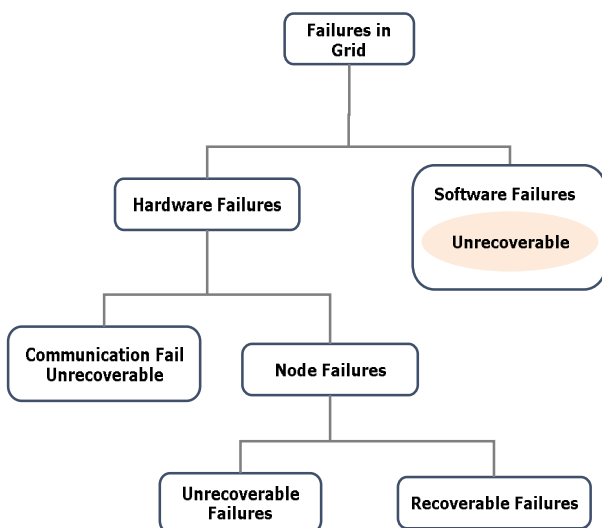 Failures in
Grid
Hardware Failures
Software Failures
Unrecoverable
Communication Fail
Unrecoverable
Node Failures
Unrecoverable
Failures
Recoverable Failures